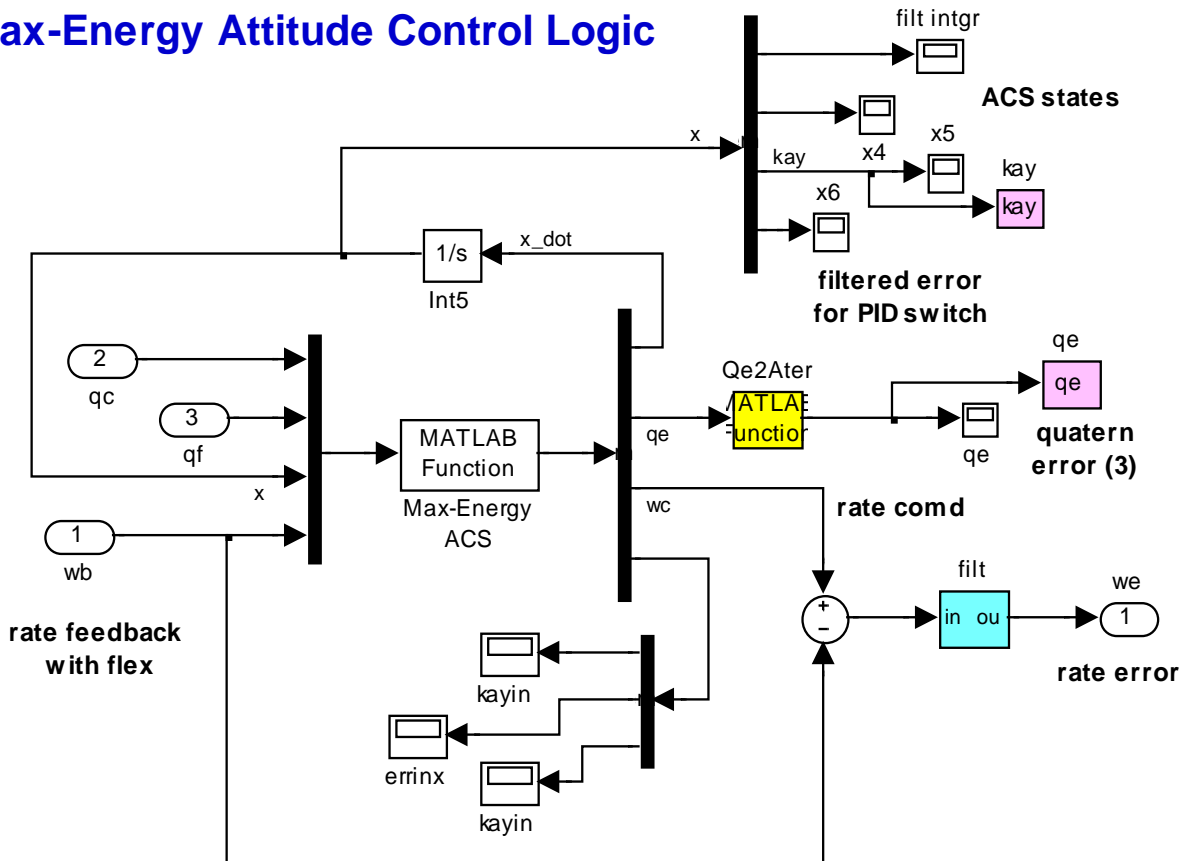 ax-Energy Attitude Control Logic
filt intgr
ACS states
x
kay
x4
x5
kay
kay
x6
x_dot
1/s
Int5
filtered error
for PID switch
2
qc
3
qf
x
1
wb
rate feedback
with flex
MATLAB
Function
Max-Energy
ACS
Qe2Ater
ATLA
unction
qe
qe
qe
qe
quatern
error (3)
wc
rate comd
+
−
filt
in ou
we
1
rate error
kayin
errinx
kayin